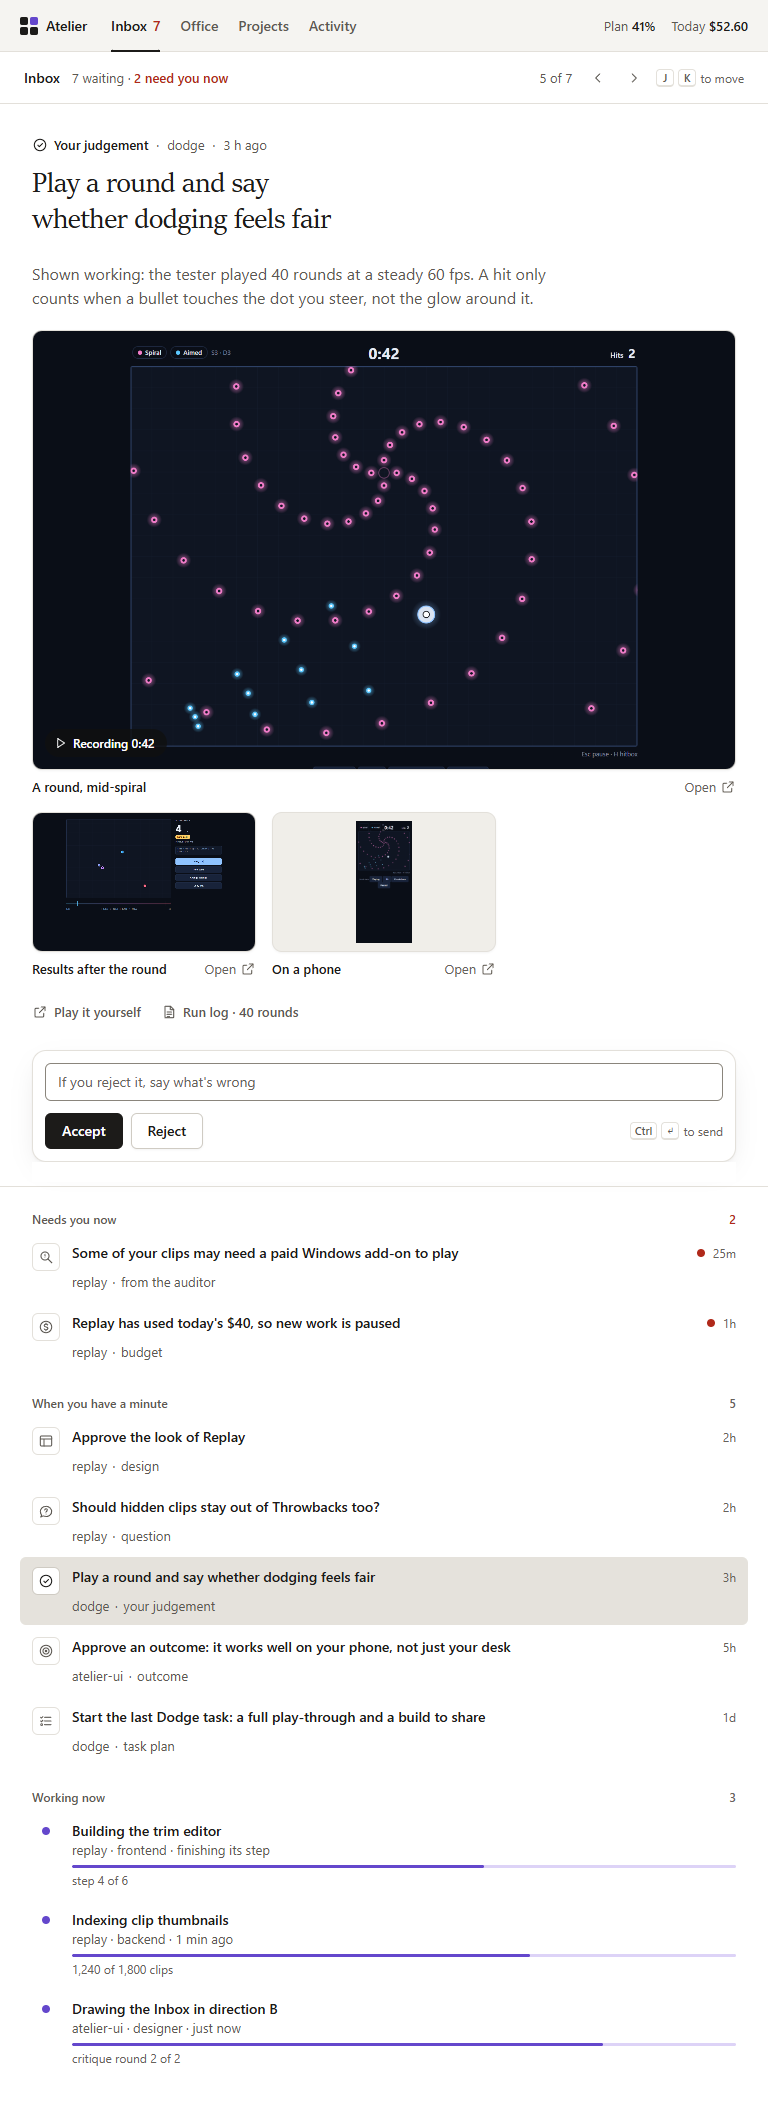 Atelier
Inbox 7
Office
Projects
Activity
Plan 41%
Today $52.60
Inbox
7 waiting · 2 need you now
5 of 7
J K to move
Your judgement · dodge · 3 h ago
Play a round and say
whether dodging feels fair
Shown working: the tester played 40 rounds at a steady 60 fps. A hit only
counts when a bullet touches the dot you steer, not the glow around it.
Spiral
Aimed
0:42
Hits 2
Esc pause · H hitbox
Recording 0:42
A round, mid-spiral
Open
4
0:42
Results after the round
Open
On a phone
Open
Play it yourself
Run log · 40 rounds
If you reject it, say what's wrong
Accept
Reject
Ctrl ↵ to send
Needs you now
2
Some of your clips may need a paid Windows add-on to play
25m
replay · from the auditor
Replay has used today's $40, so new work is paused
1h
replay · budget
When you have a minute
5
Approve the look of Replay
2h
replay · design
Should hidden clips stay out of Throwbacks too?
2h
replay · question
Play a round and say whether dodging feels fair
3h
dodge · your judgement
Approve an outcome: it works well on your phone, not just your desk
5h
atelier-ui · outcome
Start the last Dodge task: a full play-through and a build to share
1d
dodge · task plan
Working now
3
Building the trim editor
replay · frontend · finishing its step
step 4 of 6
Indexing clip thumbnails
replay · backend · 1 min ago
1,240 of 1,800 clips
Drawing the Inbox in direction B
atelier-ui · designer · just now
critique round 2 of 2